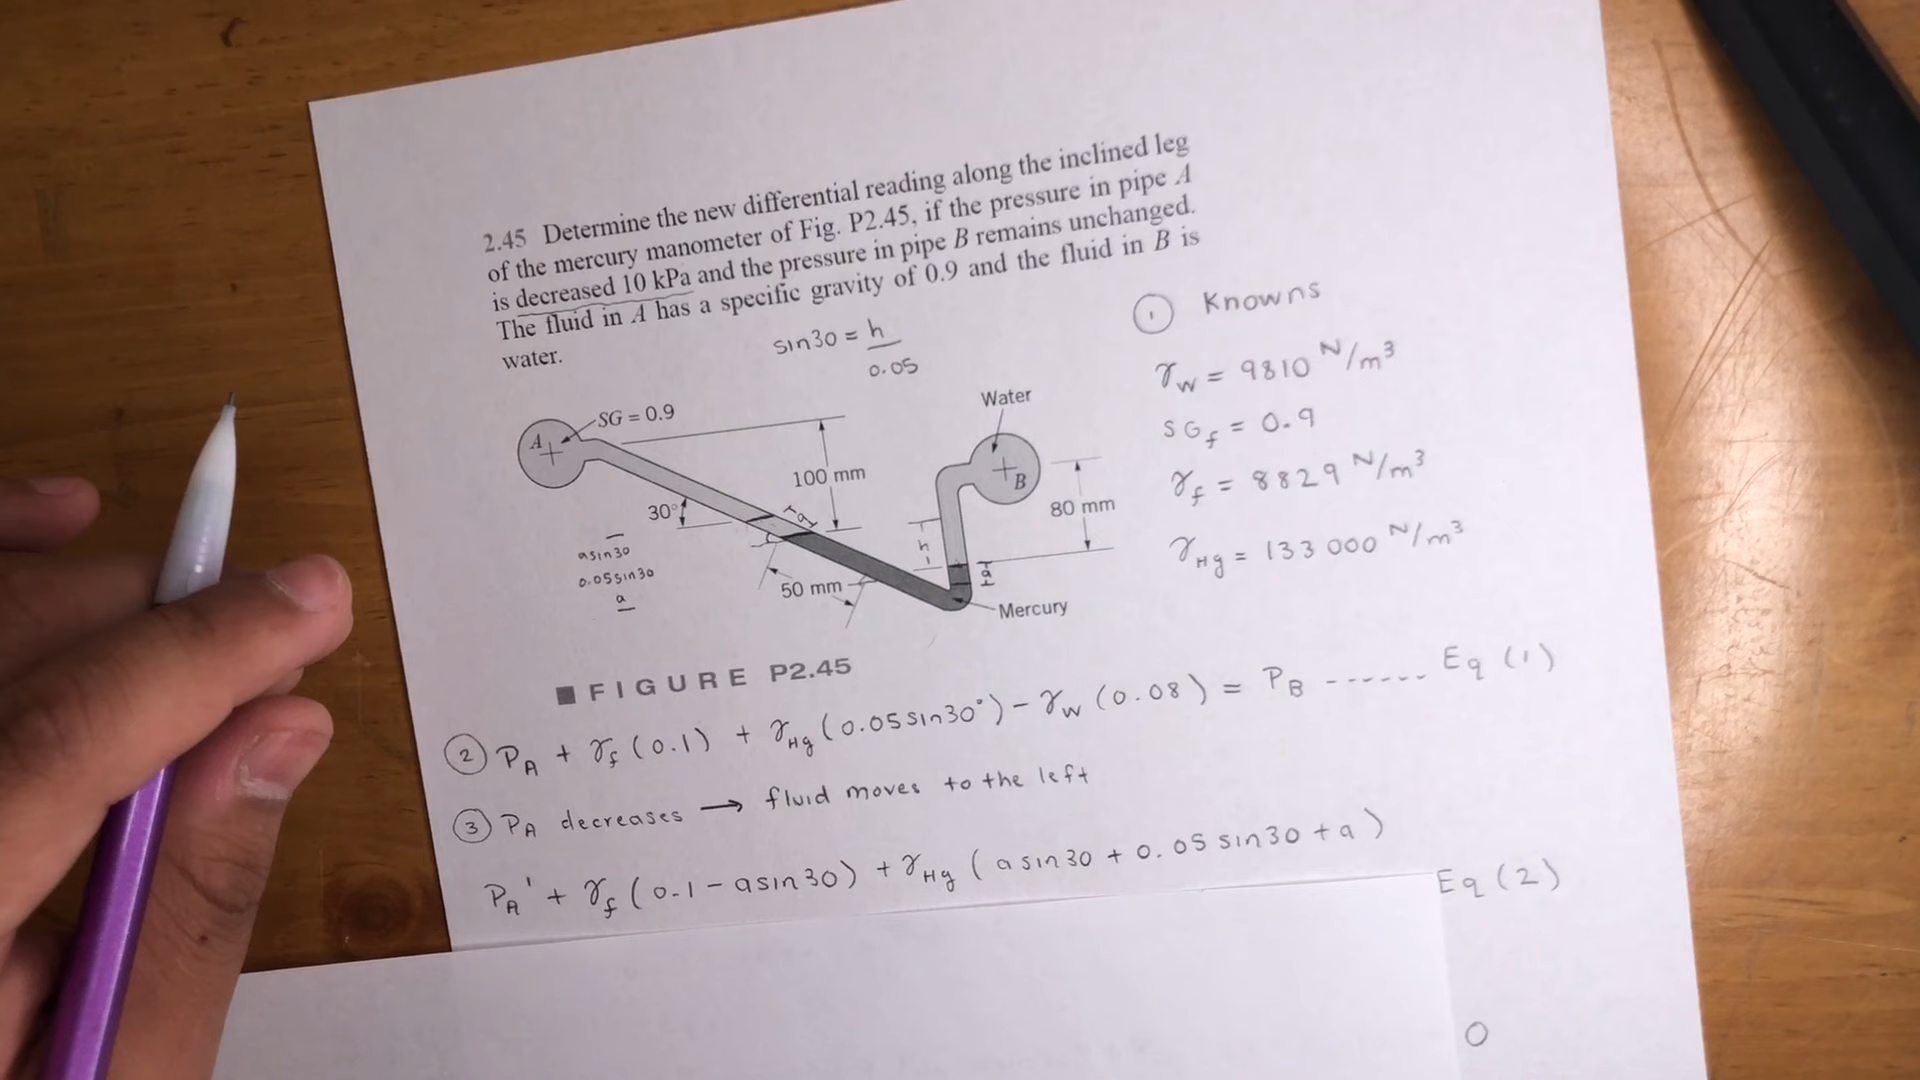 2.45 Determine the new differential reading along the inclined leg
of the mercury manometer of Fig. P2.45, if the pressure in pipe A
is decreased 10 kPa and the pressure in pipe B remains unchanged.
The fluid in A has a specific gravity of 0.9 and the fluid in B is
water.
sin30 = h
0.05
① Knowns
γw = 9810 N/m³
SGf = 0.9
γf = 8829 N/m³
γHg = 133 000 N/m³
SG = 0.9
A
Water
B
100 mm
80 mm
30°
a
h
a
asin30
0.05sin30
a
50 mm
Mercury
FIGURE P2.45
② PA + γf (0.1) + γHg (0.05sin30°) - γw (0.08) = PB ------ Eq (1)
③ PA decreases → fluid moves to the left
PA' + γf (0.1 - asin30) + γHg (a sin30 + 0.05 sin30 + a)
Eq (2)
0